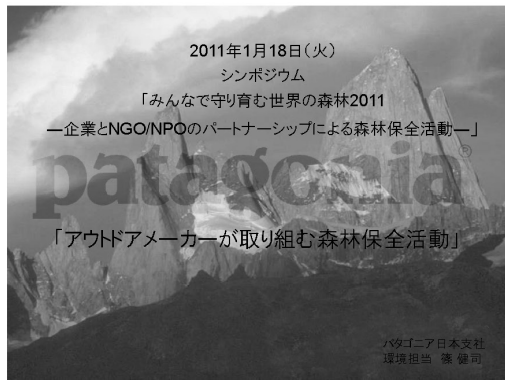 2011年1月18日(火)
シンポジウム
「みんなで守り育む世界の森林2011
―企業とNGO/NPOのパートナーシップによる森林保全活動―」
patagonia®
「アウトドアメーカーが取り組む森林保全活動」
パタゴニア日本支社
環境担当 篠 健司